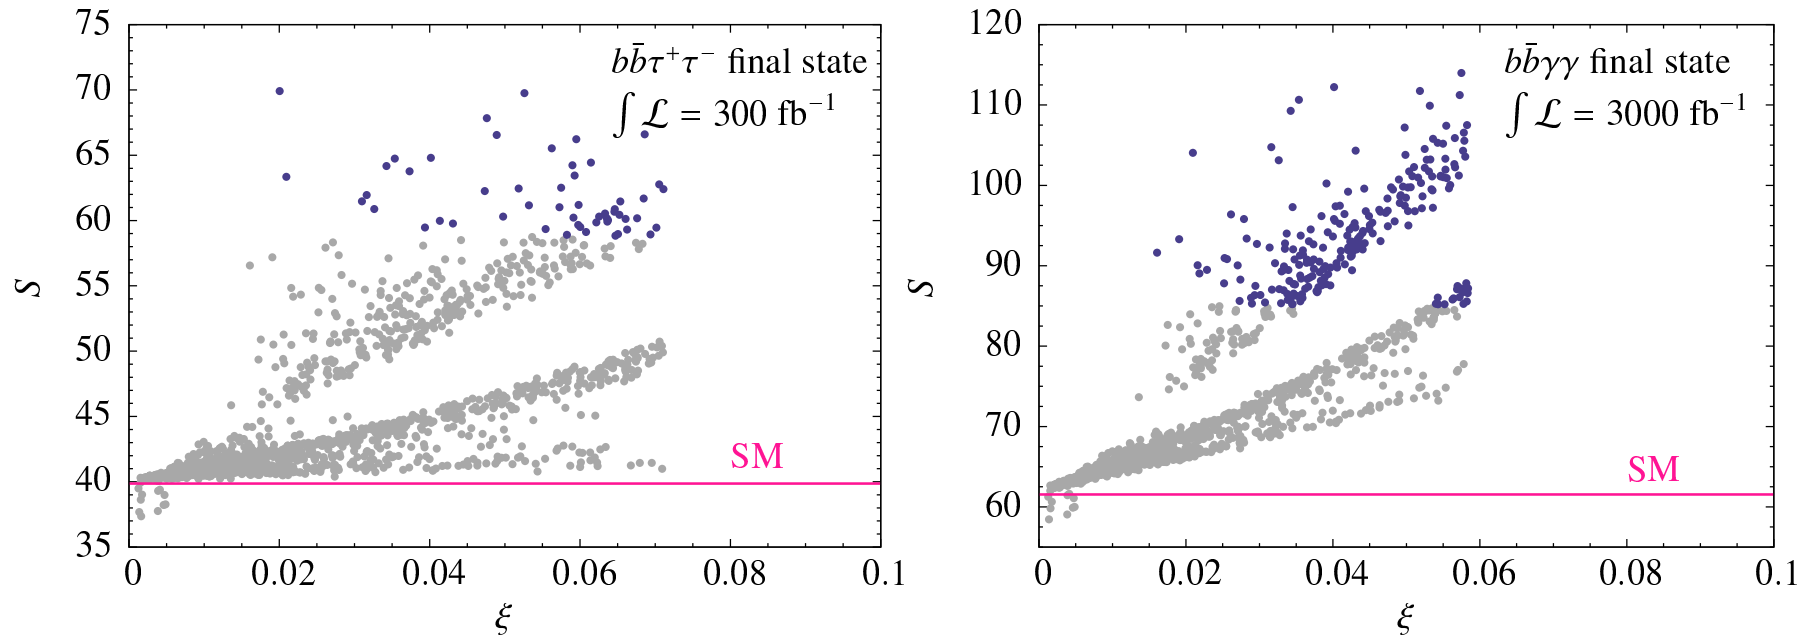 75
70
65
60
55
50
45
40
35
S
bb̄τ⁺τ⁻ final state
∫ ℒ = 300 fb⁻¹
SM
0 0.02 0.04 0.06 0.08 0.1
ξ
120
110
100
90
80
70
60
S
bb̄γγ final state
∫ ℒ = 3000 fb⁻¹
SM
0 0.02 0.04 0.06 0.08 0.1
ξ